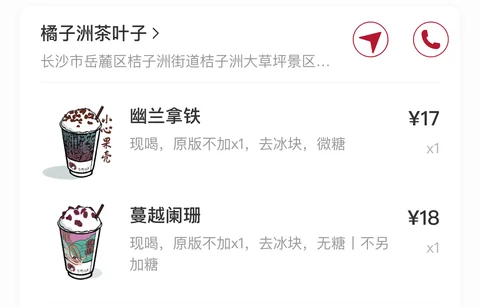 橘子洲茶叶子
长沙市岳麓区桔子洲街道桔子洲大草坪景区...
幽兰拿铁
¥17
现喝，原版不加x1，去冰块，微糖
x1
小心果壳
蔓越阑珊
¥18
现喝，原版不加x1，去冰块，无糖丨不另
加糖
x1